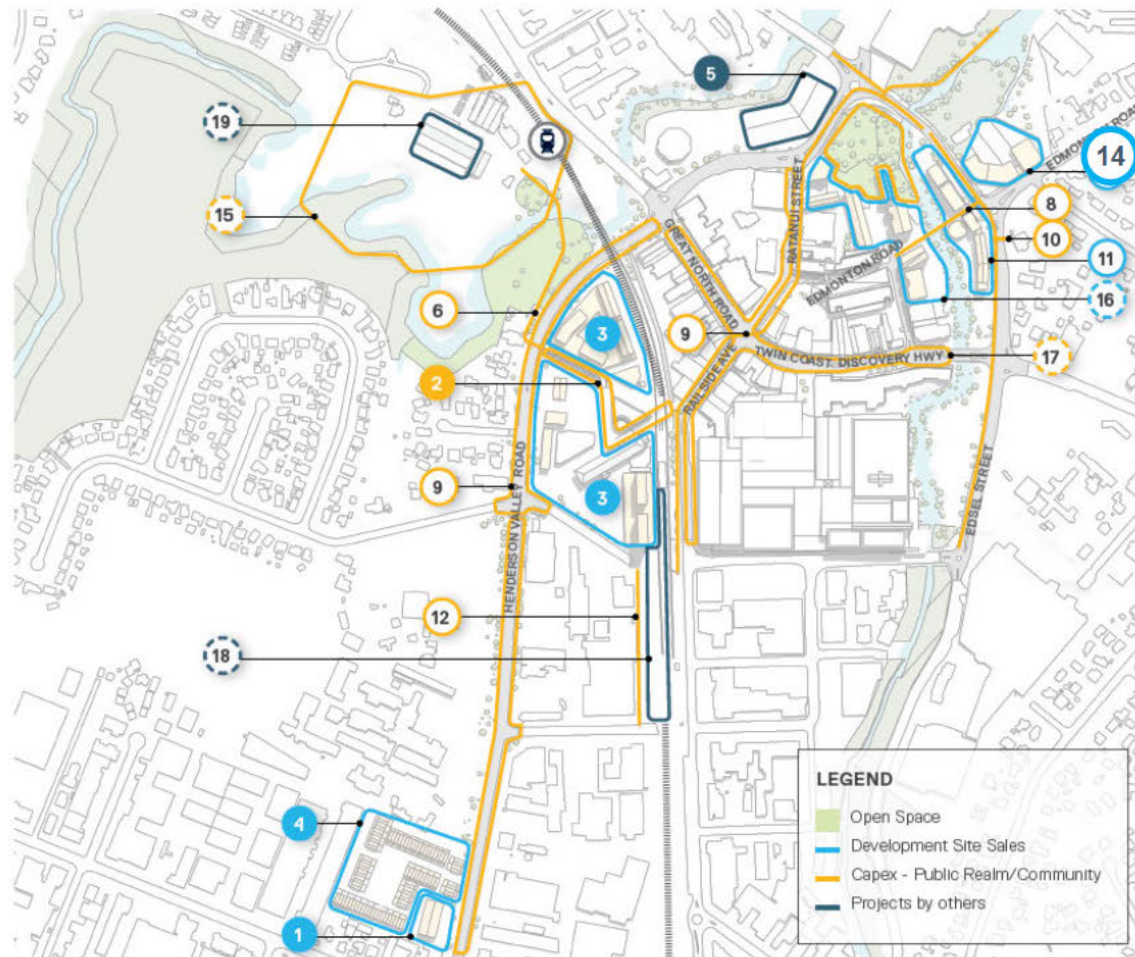 5
19
EDMONTON ROAD
14
15
8
RATANUI STREET
GREAT NORTH ROAD
10
EDMONTON ROAD
11
6
3
16
9
TWIN COAST DISCOVERY HWY
17
2
RAILSIDE AVE
9
3
HENDERSON VALLEY ROAD
EDSEL STREET
12
18
LEGEND
Open Space
Development Site Sales
Capex - Public Realm/Community
Projects by others
4
1